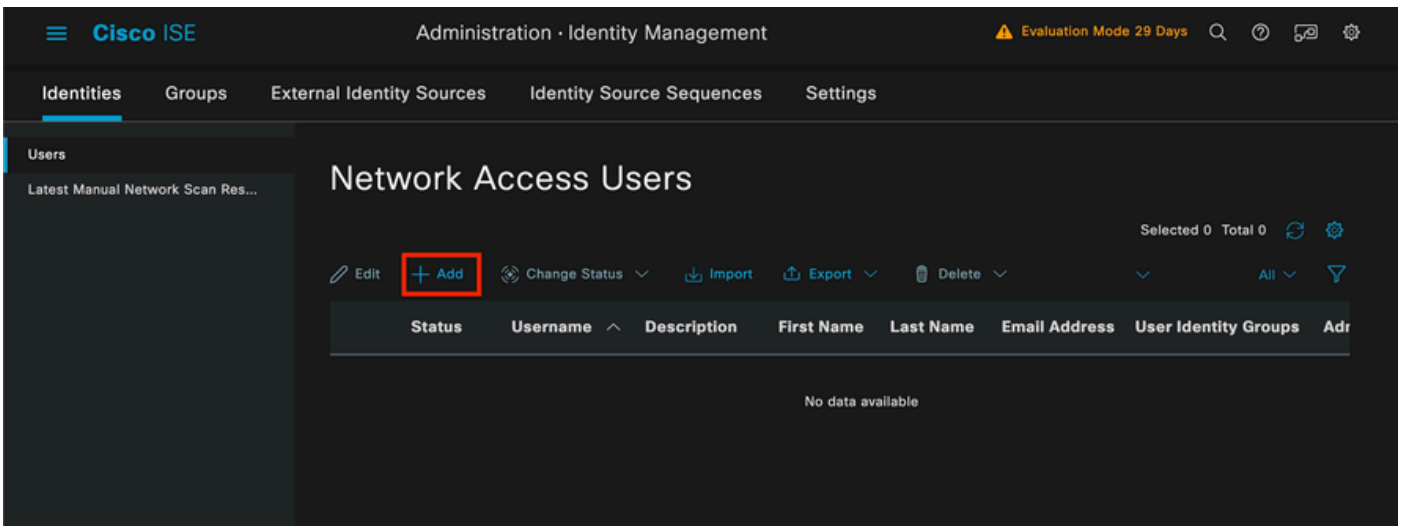 Cisco ISE
Administration · Identity Management
Evaluation Mode 29 Days
Identities Groups External Identity Sources Identity Source Sequences Settings
Users
Latest Manual Network Scan Res...
Network Access Users
Selected 0 Total 0
Edit Add Change Status Import Export Delete All
Status Username Description First Name Last Name Email Address User Identity Groups Adr
No data available